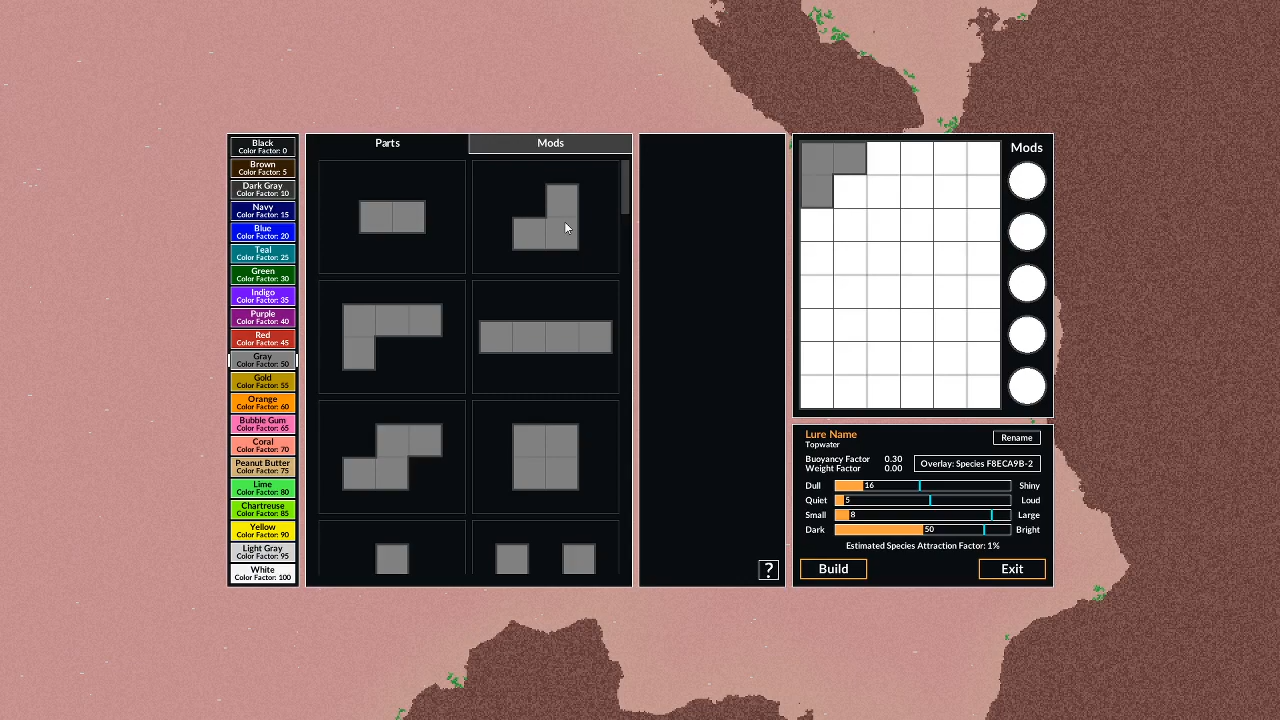 Black
Color Factor: 0
Brown
Color Factor: 5
Dark Gray
Color Factor: 10
Navy
Color Factor: 15
Blue
Color Factor: 20
Teal
Color Factor: 25
Green
Color Factor: 30
Indigo
Color Factor: 35
Purple
Color Factor: 40
Red
Color Factor: 45
Gray
Color Factor: 50
Gold
Color Factor: 55
Orange
Color Factor: 60
Bubble Gum
Color Factor: 65
Coral
Color Factor: 70
Peanut Butter
Color Factor: 75
Lime
Color Factor: 80
Chartreuse
Color Factor: 85
Yellow
Color Factor: 90
Light Gray
Color Factor: 95
White
Color Factor: 100
Parts Mods
?
Mods
Lure Name
Topwater
Rename
Buoyancy Factor 0.30
Weight Factor 0.00
Overlay: Species F8ECA9B-2
Dull 16 Shiny
Quiet 5 Loud
Small 8 Large
Dark 50 Bright
Estimated Species Attraction Factor: 1%
Build Exit